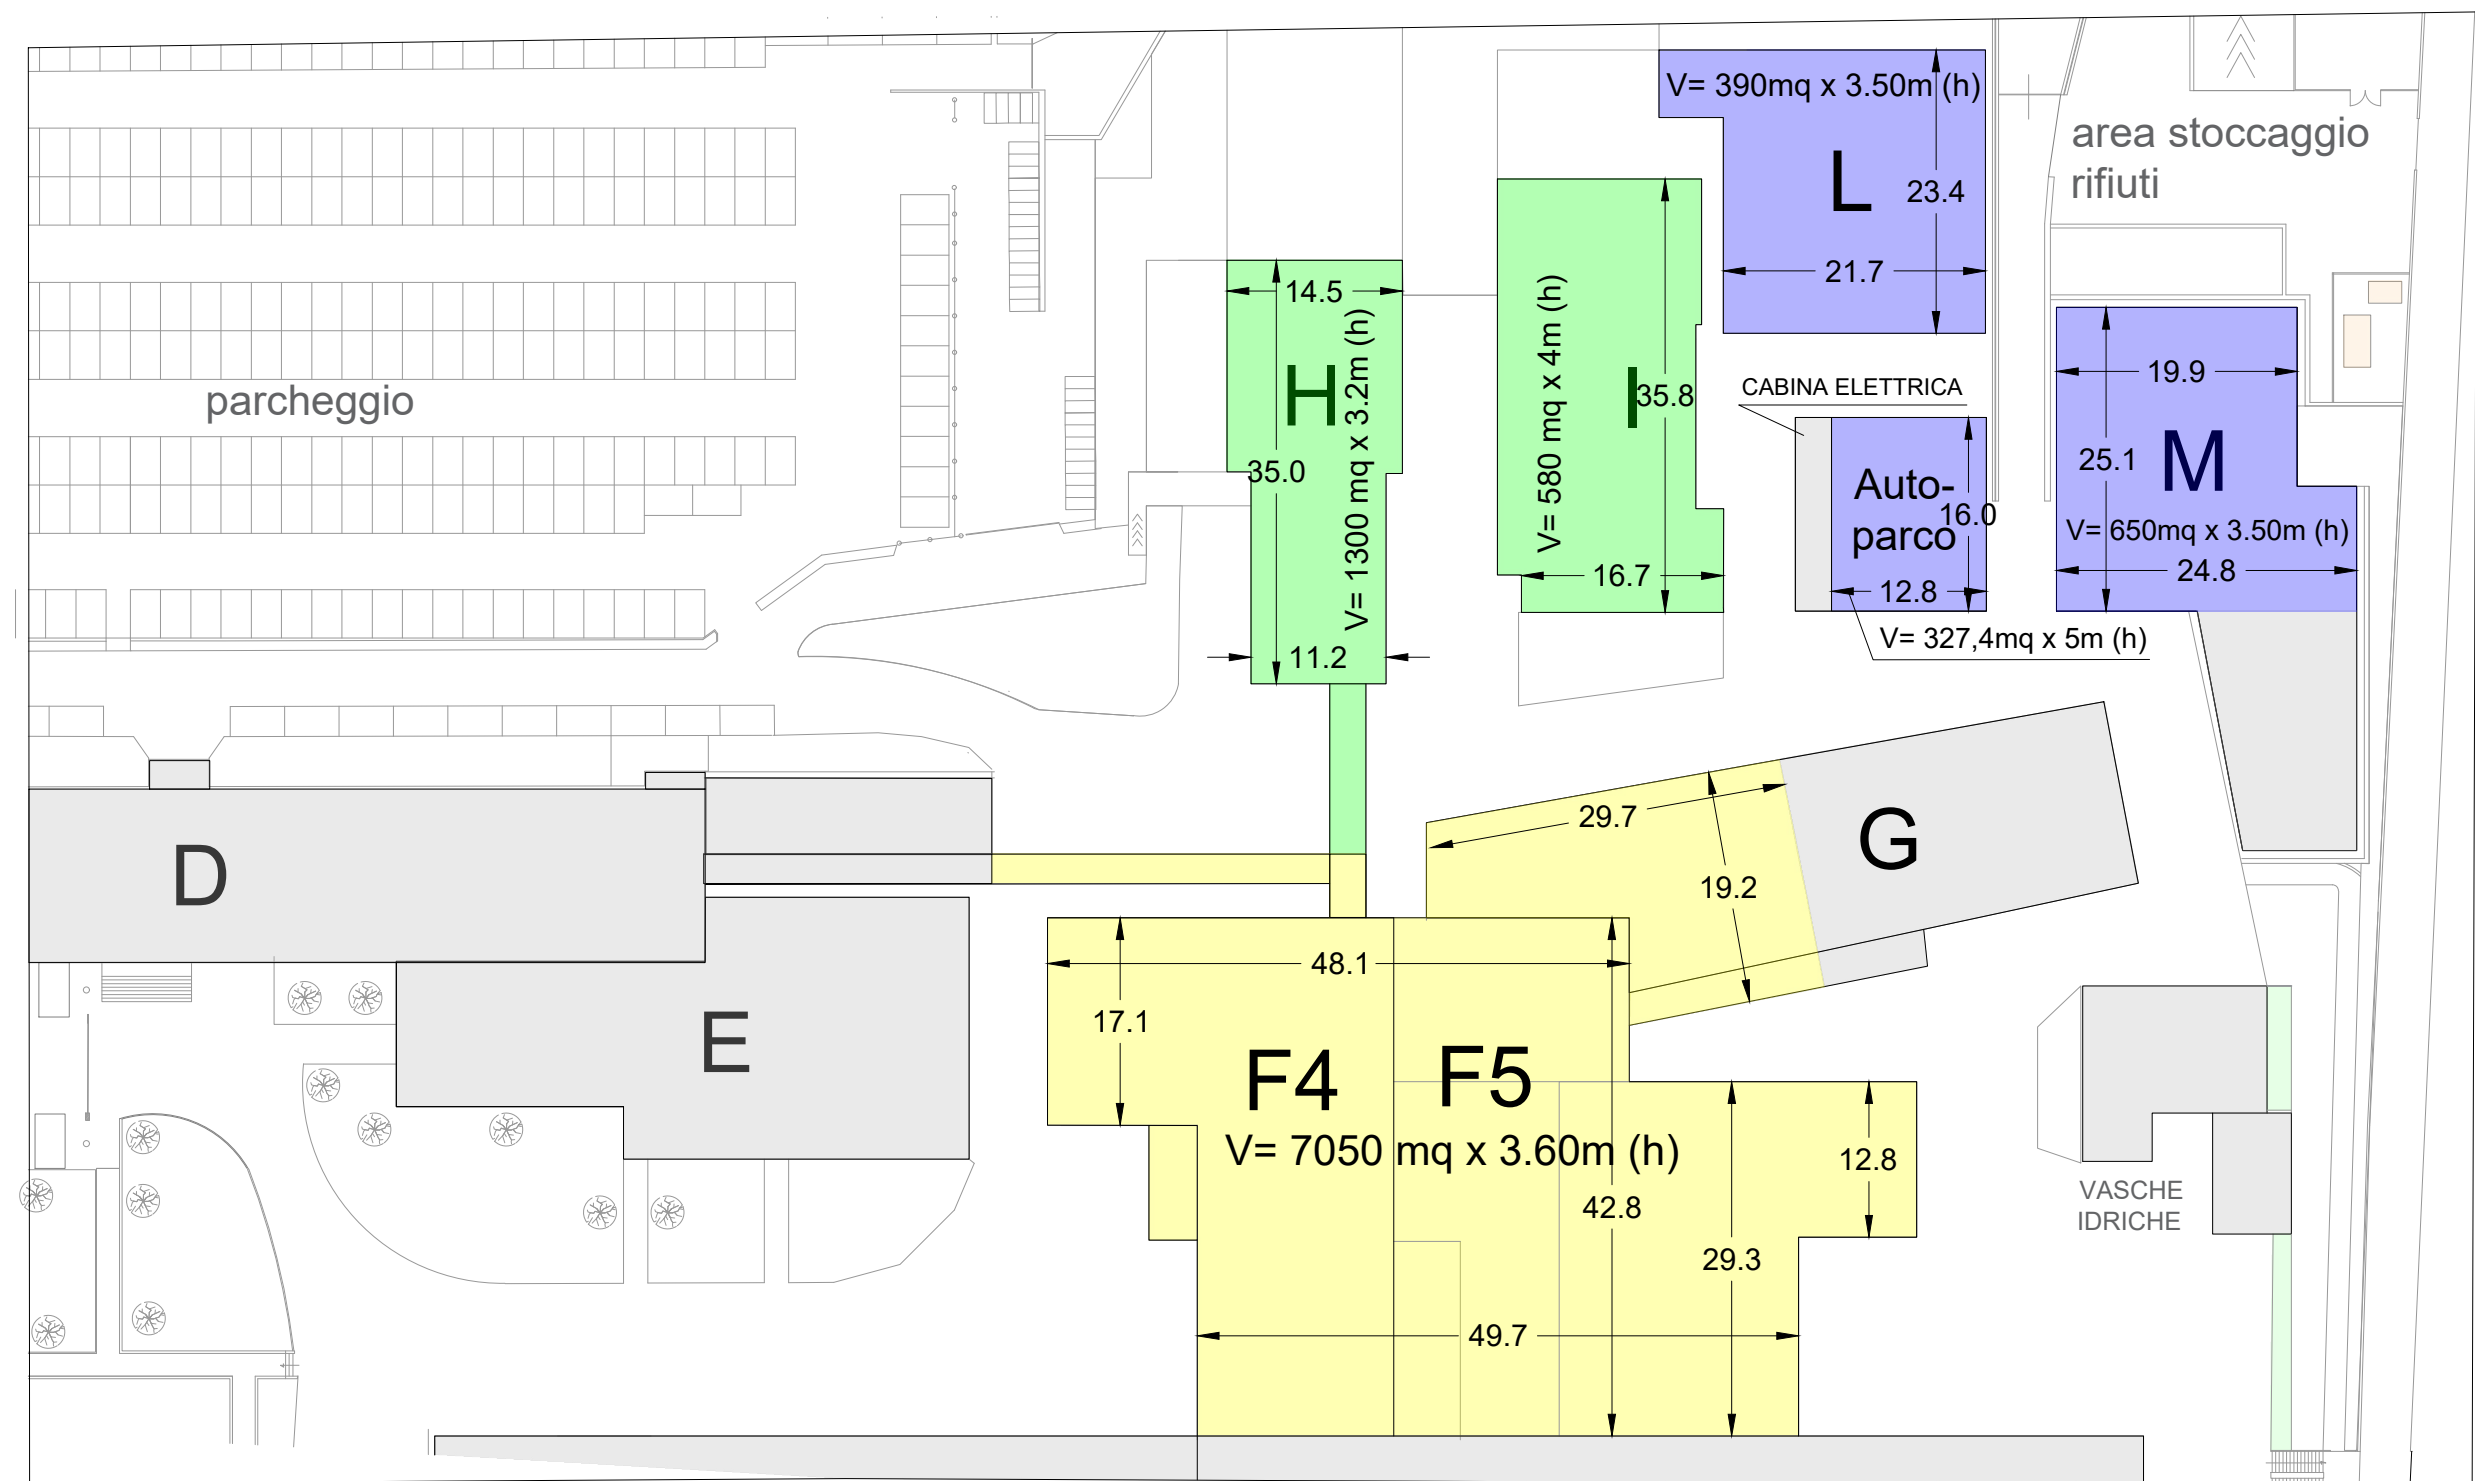 V= 390mq x 3.50m (h)
area stoccaggio
rifiuti
L
23.4
21.7
14.5
H
V= 1300 mq x 3.2m (h)
35.0
11.2
V= 580 mq x 4m (h)
I
35.8
16.7
CABINA ELETTRICA
Auto-
parco
16.0
12.8
V= 327,4mq x 5m (h)
19.9
25.1
M
V= 650mq x 3.50m (h)
24.8
parcheggio
29.7
G
19.2
D
E
48.1
17.1
F4
F5
V= 7050 mq x 3.60m (h)
12.8
42.8
29.3
49.7
VASCHE
IDRICHE